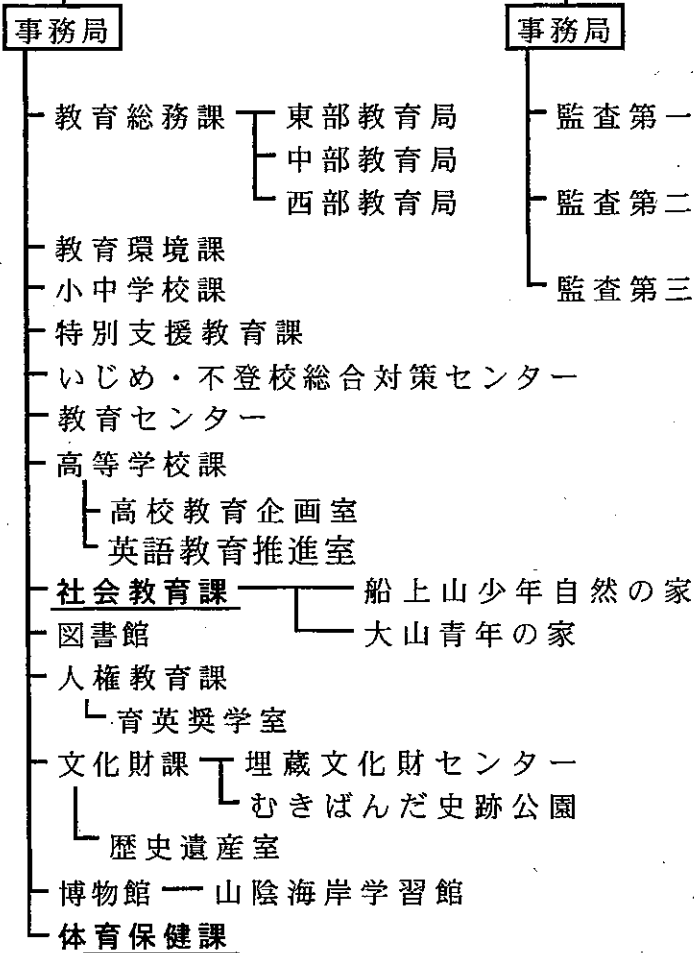 事務局
教育総務課 東部教育局
中部教育局
西部教育局
教育環境課
小中学校課
特別支援教育課
いじめ・不登校総合対策センター
教育センター
高等学校課
高校教育企画室
英語教育推進室
社会教育課 船上山少年自然の家
大山青年の家
図書館
人権教育課
育英奨学室
文化財課 埋蔵文化財センター
むきばんだ史跡公園
歴史遺産室
博物館 山陰海岸学習館
体育保健課
事務局
監査第一
監査第二
監査第三